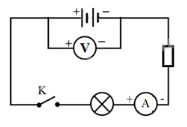 + −
+ V −
K
+ A -